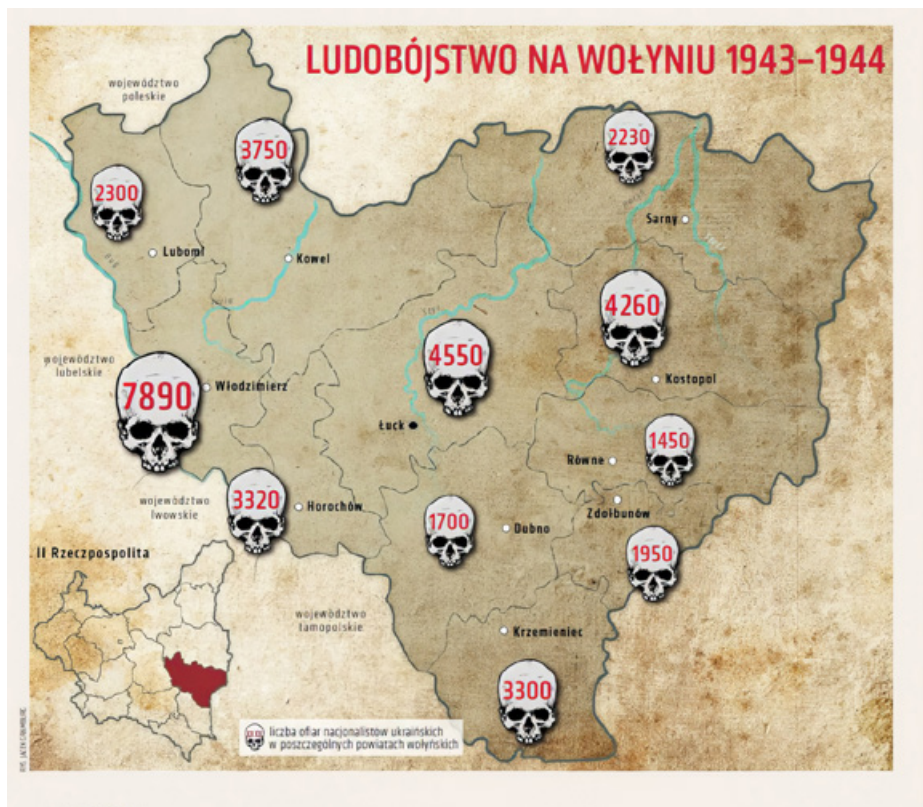 LUDOBÓJSTWO NA WOŁYNIU 1943–1944
województwo
poleskie
3750
2230
2300
Sarny
Luboml
Kowel
4260
województwo
lubelskie
4550
7890
Włodzimierz
Kostopol
Łuck
1450
Równe
województwo
lwowskie
3320
Horochów
1700
Dubno
Zdołbunów
II Rzeczpospolita
1950
województwo
tarnopolskie
Krzemieniec
3300
liczba ofiar nacjonalistów ukraińskich
w poszczególnych powiatach wołyńskich